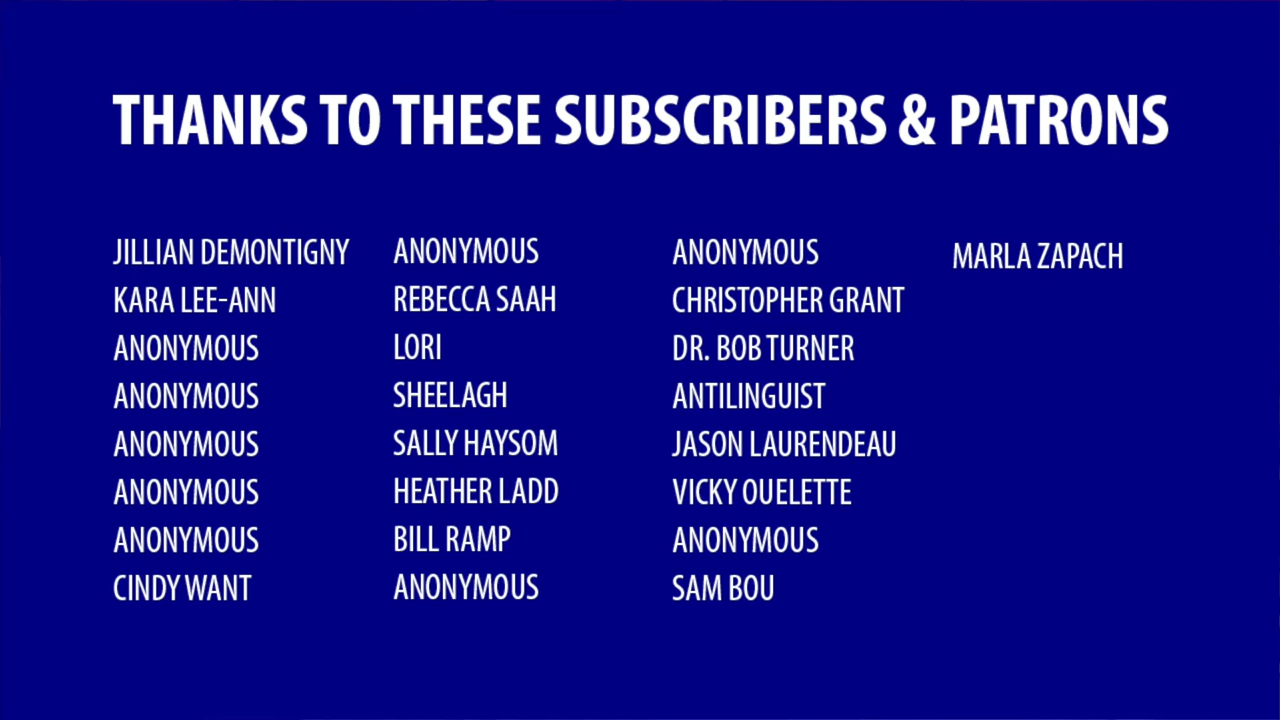 THANKS TO THESE SUBSCRIBERS & PATRONS
JILLIAN DEMONTIGNY
KARA LEE-ANN
ANONYMOUS
ANONYMOUS
ANONYMOUS
ANONYMOUS
ANONYMOUS
CINDY WANT
ANONYMOUS
REBECCA SAAH
LORI
SHEELAGH
SALLY HAYSOM
HEATHER LADD
BILL RAMP
ANONYMOUS
ANONYMOUS
CHRISTOPHER GRANT
DR. BOB TURNER
ANTILINGUIST
JASON LAURENDEAU
VICKY OUELETTE
ANONYMOUS
SAM BOU
MARLA ZAPACH